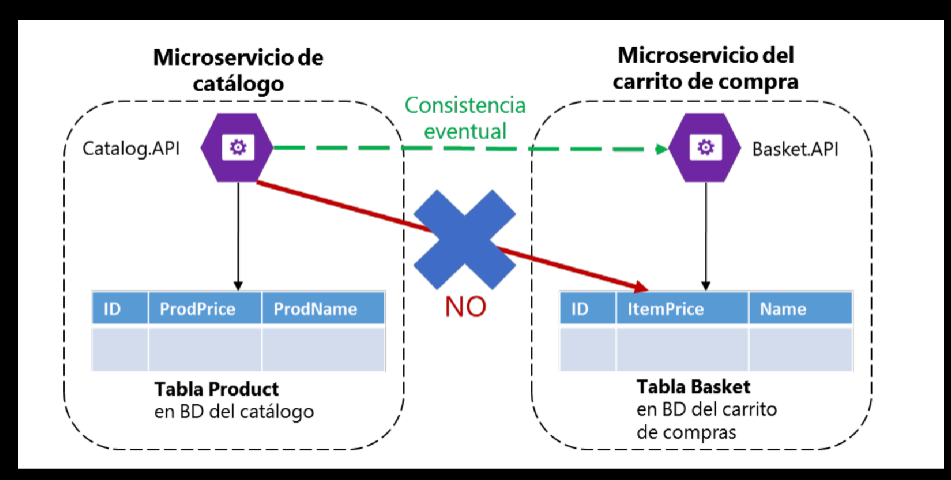 Microservicio de
catálogo
Microservicio del
carrito de compra
Consistencia
eventual
Catalog.API
Basket.API
NO
ID ProdPrice ProdName
ID ItemPrice Name
Tabla Product
en BD del catálogo
Tabla Basket
en BD del carrito
de compras